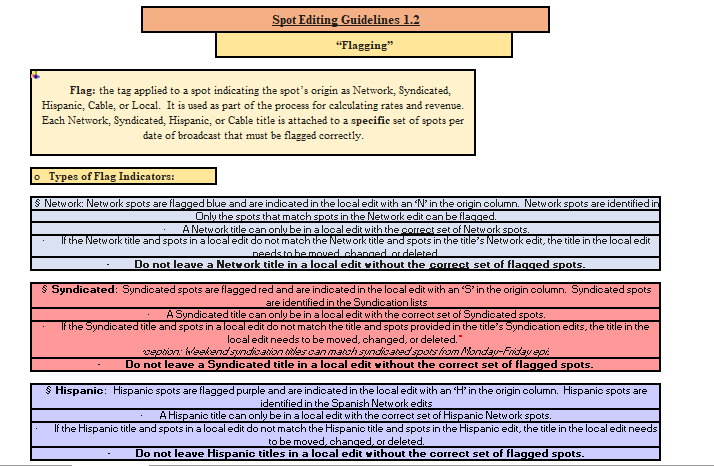 Spot Editing Guidelines 1.2
“Flagging”
Flag: the tag applied to a spot indicating the spot’s origin as Network, Syndicated,
Hispanic, Cable, or Local. It is used as part of the process for calculating rates and revenue.
Each Network, Syndicated, Hispanic, or Cable title is attached to a specific set of spots per
date of broadcast that must be flagged correctly.
o Types of Flag Indicators:
§ Network: Network spots are flagged blue and are indicated in the local edit with an ‘N’ in the origin column. Network spots are identified in
Only the spots that match spots in the Network edit can be flagged.
· A Network title can only be in a local edit with the correct set of Network spots.
· If the Network title and spots in a local edit do not match the Network title and spots in the title’s Network edit, the title in the local edit
needs to be moved, changed, or deleted.
· Do not leave a Network title in a local edit without the correct set of flagged spots.
§ Syndicated: Syndicated spots are flagged red and are indicated in the local edit with an ‘S’ in the origin column. Syndicated spots
are identified in the Syndication lists
· A Syndicated title can only be in a local edit with the correct set of Syndicated spots.
· If the Syndicated title and spots in a local edit do not match the title and spots provided in the title’s Syndication edits, the title in the
local edit needs to be moved, changed, or deleted.”
ception: Weekend syndication titles can match syndicated spots from Monday-Friday epi.
· Do not leave a Syndicated title in a local edit without the correct set of flagged spots.
§ Hispanic: Hispanic spots are flagged purple and are indicated in the local edit with an ‘H’ in the origin column. Hispanic spots are
identified in the Spanish Network edits
· A Hispanic title can only be in a local edit with the correct set of Hispanic Network spots.
· If the Hispanic title and spots in a local edit do not match the Hispanic title and spots in the Hispanic edit, the title in the local edit needs
to be moved, changed, or deleted.
· Do not leave Hispanic titles in a local edit without the correct set of flagged spots.